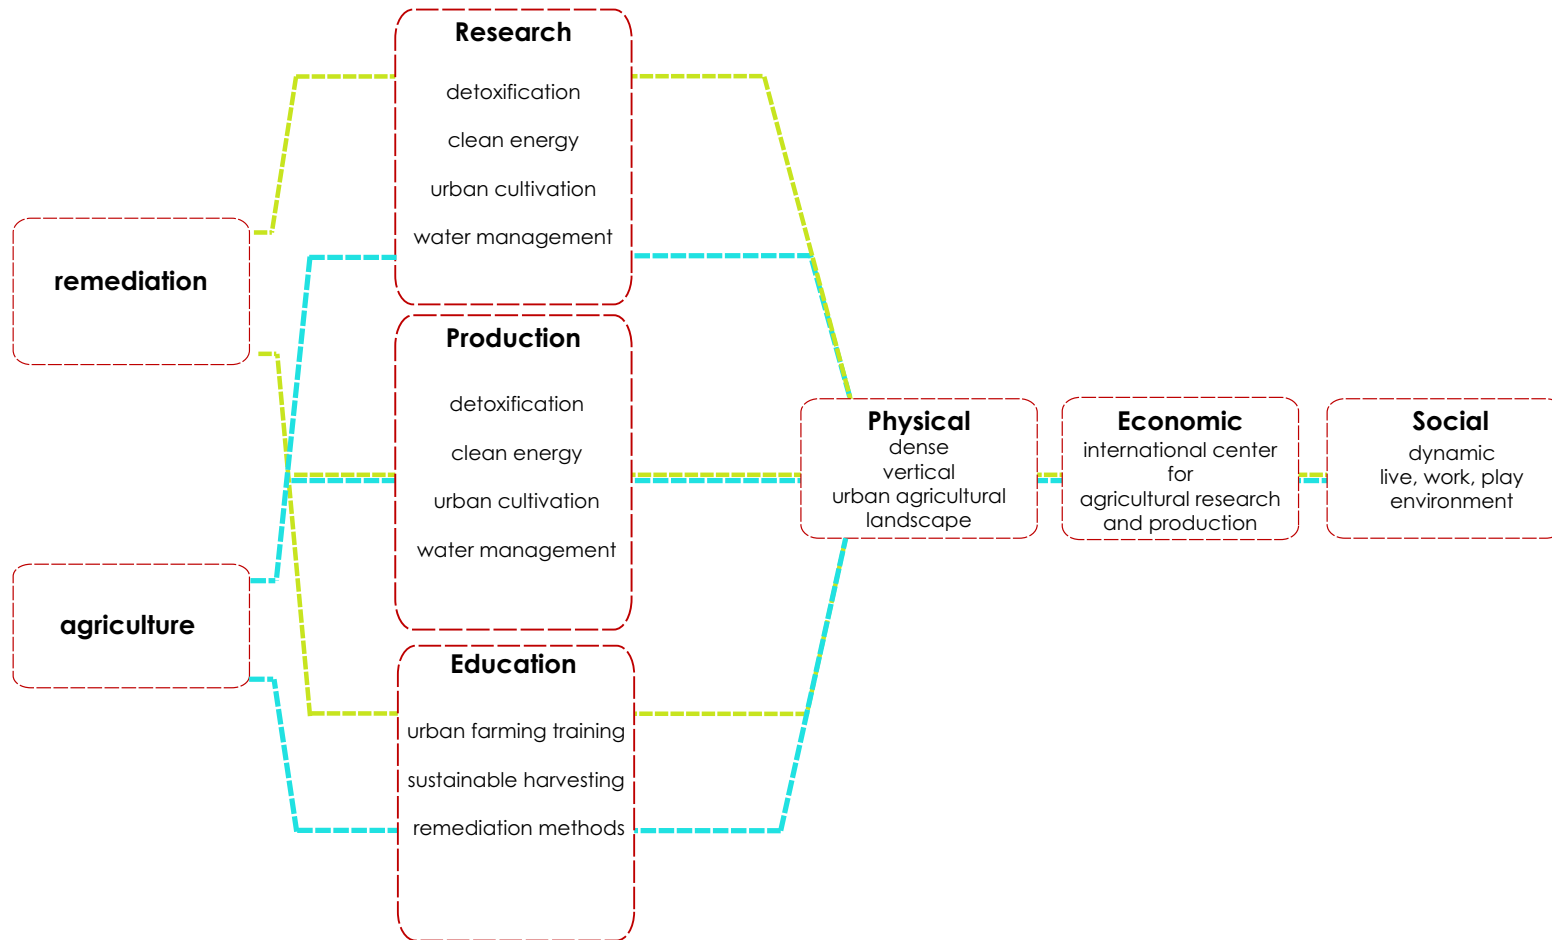 remediation
agriculture
Research
detoxification
clean energy
urban cultivation
water management
Production
detoxification
clean energy
urban cultivation
water management
Education
urban farming training
sustainable harvesting
remediation methods
Physical
dense
vertical
urban agricultural
landscape
Economic
international center
for
agricultural research
and production
Social
dynamic
live, work, play
environment